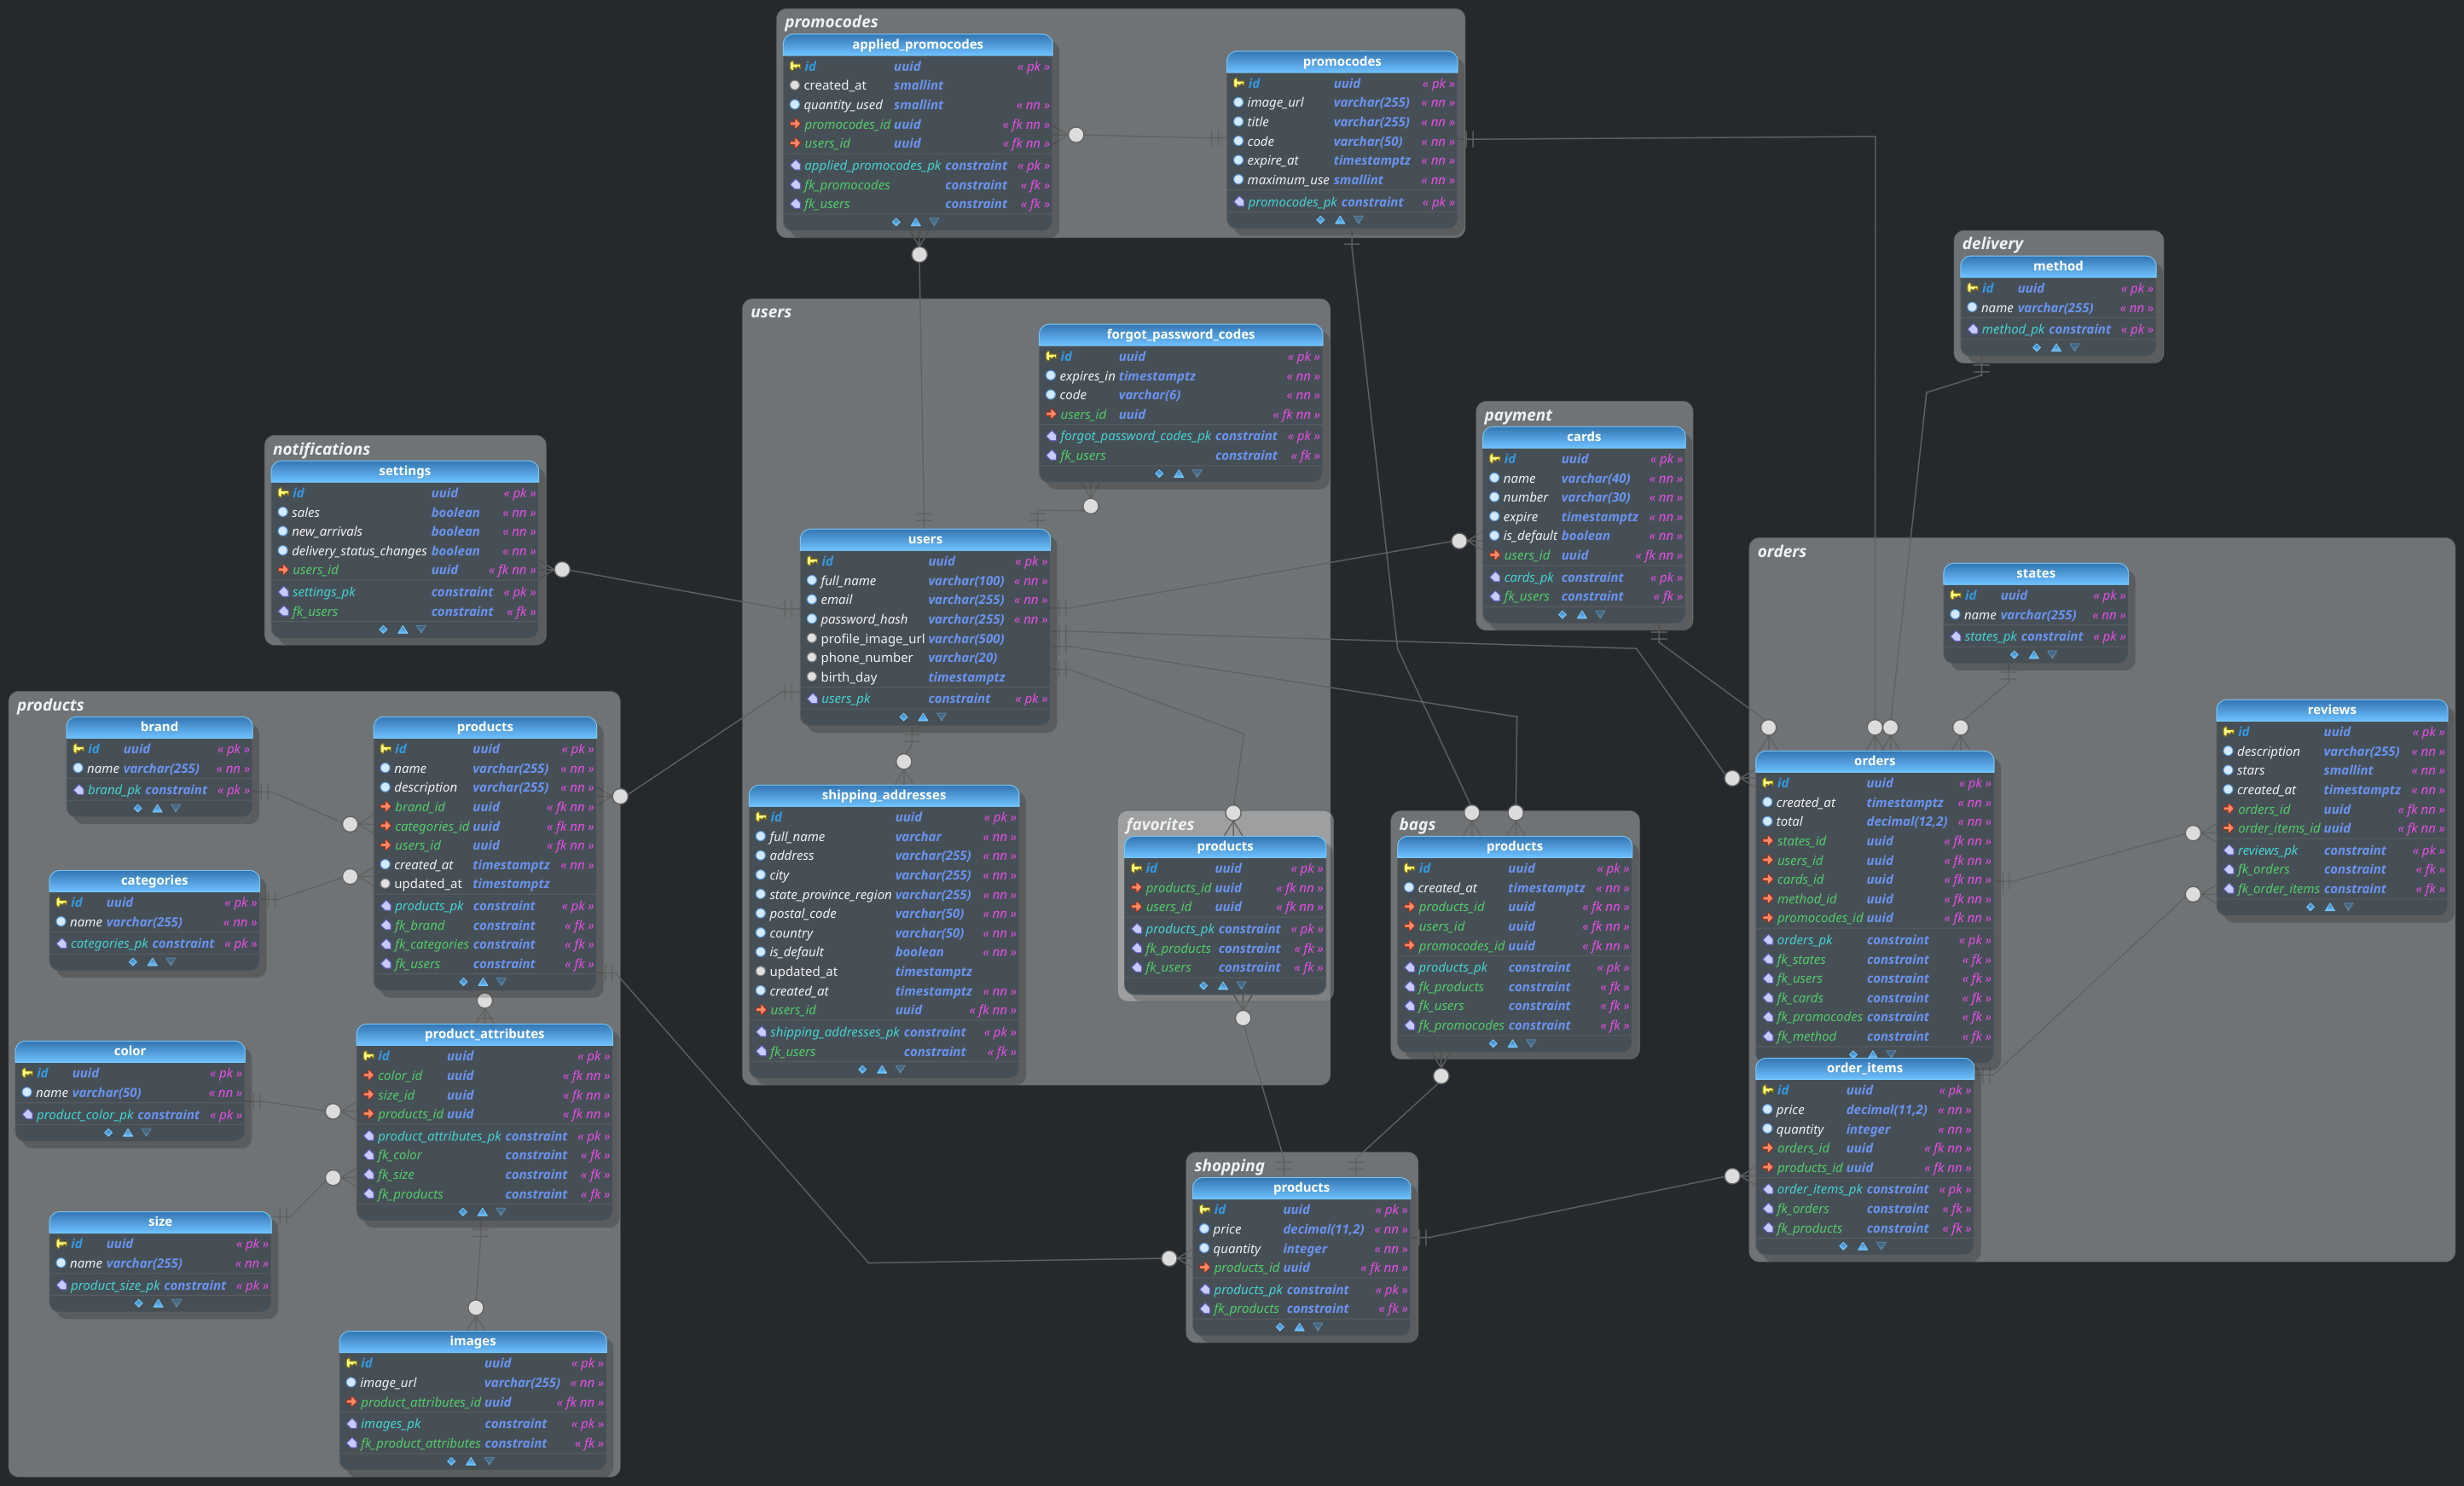 promocodes
applied_promocodes
id uuid « pk »
created_at smallint
quantity_used smallint « nn »
promocodes_id uuid « fk nn »
users_id uuid « fk nn »
applied_promocodes_pk constraint « pk »
fk_promocodes constraint « fk »
fk_users constraint « fk »
promocodes
id uuid « pk »
image_url varchar(255) « nn »
title varchar(255) « nn »
code varchar(50) « nn »
expire_at timestamptz « nn »
maximum_use smallint « nn »
promocodes_pk constraint « pk »
delivery
method
id uuid « pk »
name varchar(255) « nn »
method_pk constraint « pk »
users
forgot_password_codes
id uuid « pk »
expires_in timestamptz « nn »
code varchar(6) « nn »
users_id uuid « fk nn »
forgot_password_codes_pk constraint « pk »
fk_users constraint « fk »
users
id uuid « pk »
full_name varchar(100) « nn »
email varchar(255) « nn »
password_hash varchar(255) « nn »
profile_image_url varchar(500)
phone_number varchar(20)
birth_day timestamptz
users_pk constraint « pk »
shipping_addresses
id uuid « pk »
full_name varchar « nn »
address varchar(255) « nn »
city varchar(255) « nn »
state_province_region varchar(255) « nn »
postal_code varchar(50) « nn »
country varchar(50) « nn »
is_default boolean « nn »
updated_at timestamptz
created_at timestamptz « nn »
users_id uuid « fk nn »
shipping_addresses_pk constraint « pk »
fk_users constraint « fk »
payment
cards
id uuid « pk »
name varchar(40) « nn »
number varchar(30) « nn »
expire timestamptz « nn »
is_default boolean « nn »
users_id uuid « fk nn »
cards_pk constraint « pk »
fk_users constraint « fk »
notifications
settings
id uuid « pk »
sales boolean « nn »
new_arrivals boolean « nn »
delivery_status_changes boolean « nn »
users_id uuid « fk nn »
settings_pk constraint « pk »
fk_users constraint « fk »
products
brand
id uuid « pk »
name varchar(255) « nn »
brand_pk constraint « pk »
products
id uuid « pk »
name varchar(255) « nn »
description varchar(255) « nn »
brand_id uuid « fk nn »
categories_id uuid « fk nn »
users_id uuid « fk nn »
created_at timestamptz « nn »
updated_at timestamptz
products_pk constraint « pk »
fk_brand constraint « fk »
fk_categories constraint « fk »
fk_users constraint « fk »
categories
id uuid « pk »
name varchar(255) « nn »
categories_pk constraint « pk »
product_attributes
id uuid « pk »
color_id uuid « fk nn »
size_id uuid « fk nn »
products_id uuid « fk nn »
product_attributes_pk constraint « pk »
fk_color constraint « fk »
fk_size constraint « fk »
fk_products constraint « fk »
color
id uuid « pk »
name varchar(50) « nn »
product_color_pk constraint « pk »
size
id uuid « pk »
name varchar(255) « nn »
product_size_pk constraint « pk »
images
id uuid « pk »
image_url varchar(255) « nn »
product_attributes_id uuid « fk nn »
images_pk constraint « pk »
fk_product_attributes constraint « fk »
favorites
products
id uuid « pk »
products_id uuid « fk nn »
users_id uuid « fk nn »
products_pk constraint « pk »
fk_products constraint « fk »
fk_users constraint « fk »
bags
products
id uuid « pk »
created_at timestamptz « nn »
products_id uuid « fk nn »
users_id uuid « fk nn »
promocodes_id uuid « fk nn »
products_pk constraint « pk »
fk_products constraint « fk »
fk_users constraint « fk »
fk_promocodes constraint « fk »
shopping
products
id uuid « pk »
price decimal(11,2) « nn »
quantity integer « nn »
products_id uuid « fk nn »
products_pk constraint « pk »
fk_products constraint « fk »
orders
states
id uuid « pk »
name varchar(255) « nn »
states_pk constraint « pk »
orders
id uuid « pk »
created_at timestamptz « nn »
total decimal(12,2) « nn »
states_id uuid « fk nn »
users_id uuid « fk nn »
cards_id uuid « fk nn »
method_id uuid « fk nn »
promocodes_id uuid « fk nn »
orders_pk constraint « pk »
fk_states constraint « fk »
fk_users constraint « fk »
fk_cards constraint « fk »
fk_promocodes constraint « fk »
fk_method constraint « fk »
order_items
id uuid « pk »
price decimal(11,2) « nn »
quantity integer « nn »
orders_id uuid « fk nn »
products_id uuid « fk nn »
order_items_pk constraint « pk »
fk_orders constraint « fk »
fk_products constraint « fk »
reviews
id uuid « pk »
description varchar(255) « nn »
stars smallint « nn »
created_at timestamptz « nn »
orders_id uuid « fk nn »
order_items_id uuid « fk nn »
reviews_pk constraint « pk »
fk_orders constraint « fk »
fk_order_items constraint « fk »